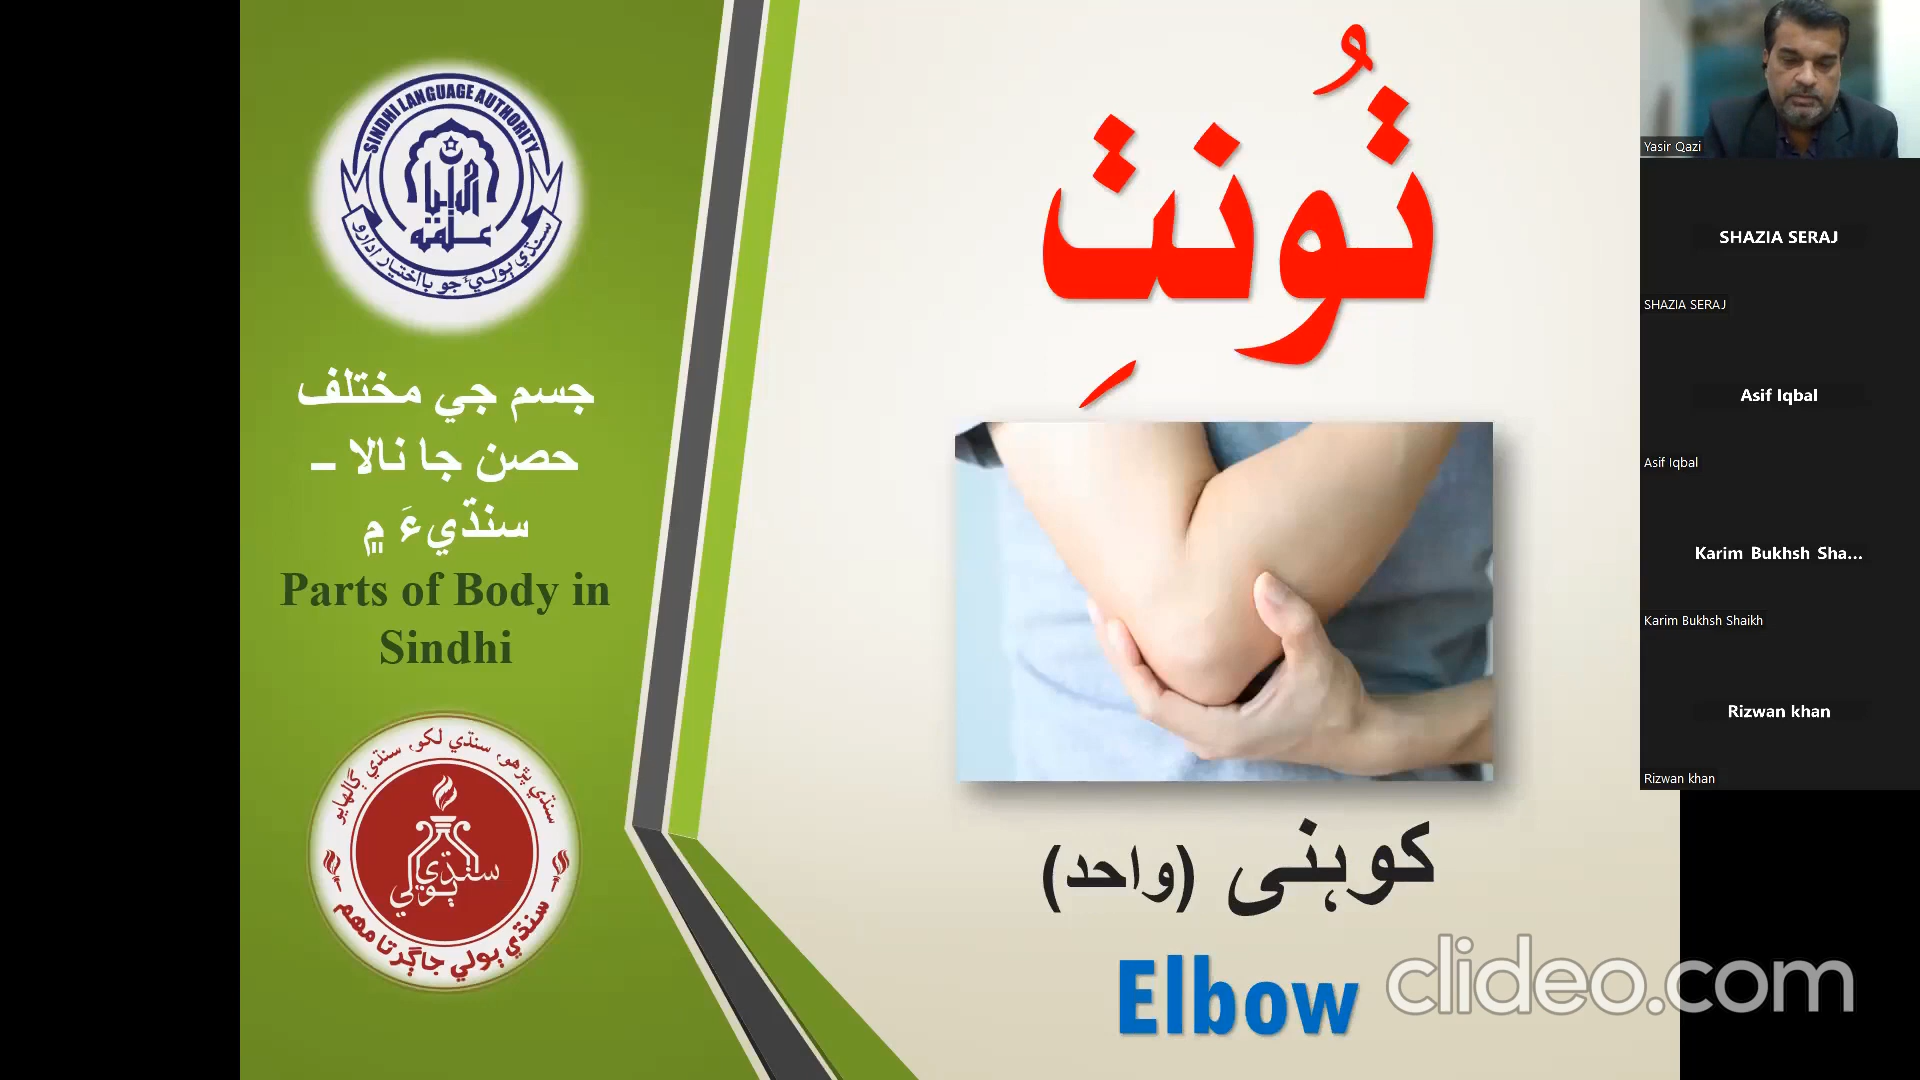 SINDHI LANGUAGE AUTHORITY
سنڌي ٻوليءَ جو بااختيار ادارو
جسم جي مختلف
حصن جا نالا ـ
سنڌيءَ ۾
Parts of Body in
Sindhi
سنڌي پڙهو، سنڌي لکو، سنڌي ڳالهايو
سنڌي
ٻولي
سنڌي ٻولي جاڳرتا مهم
ٺُونٺِ
کوہنی (واحد)
Elbow
clideo.com
Yasir Qazi
SHAZIA SERAJ
SHAZIA SERAJ
Asif Iqbal
Asif Iqbal
Karim Bukhsh Sha...
Karim Bukhsh Shaikh
Rizwan khan
Rizwan khan